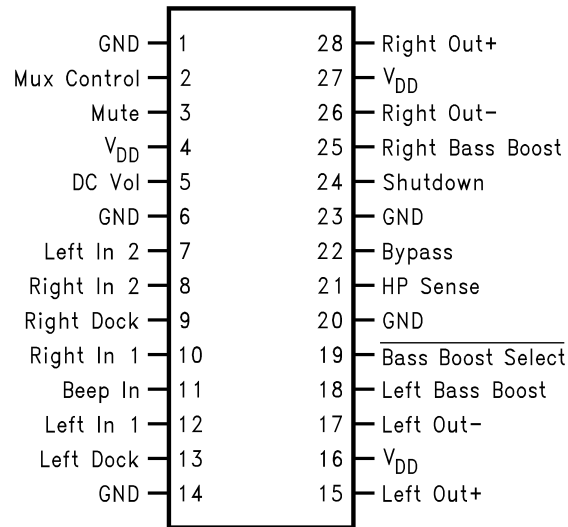 GND 1 28 Right Out+
Mux Control 2 27 VDD
Mute 3 26 Right Out-
VDD 4 25 Right Bass Boost
DC Vol 5 24 Shutdown
GND 6 23 GND
Left In 2 7 22 Bypass
Right In 2 8 21 HP Sense
Right Dock 9 20 GND
Right In 1 10 19 Bass Boost Select
Beep In 11 18 Left Bass Boost
Left In 1 12 17 Left Out-
Left Dock 13 16 VDD
GND 14 15 Left Out+